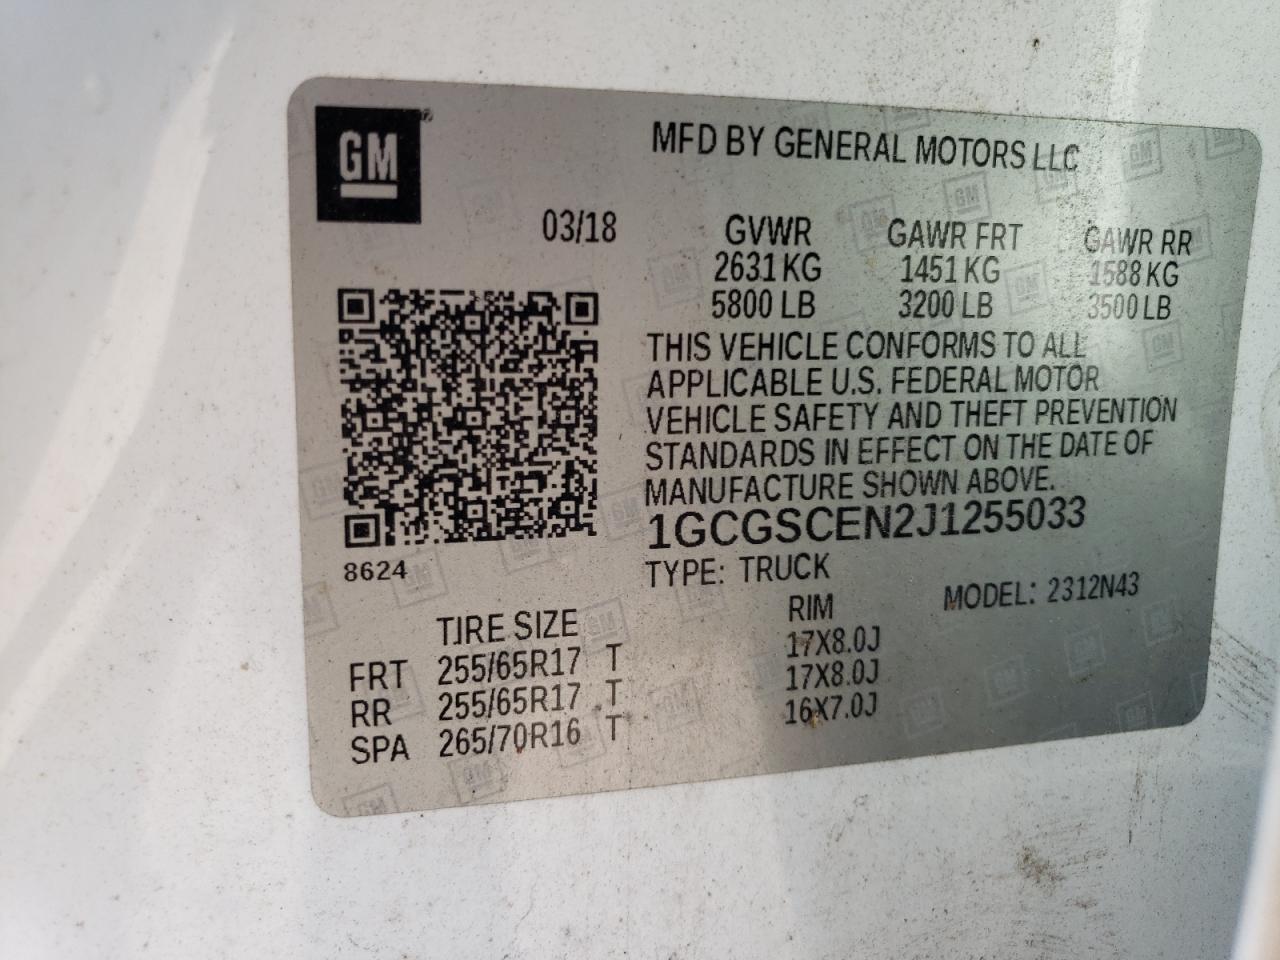 GM
MFD BY GENERAL MOTORS LLC
03/18
GVWR GAWR FRT GAWR RR
2631 KG 1451 KG 1588 KG
5800 LB 3200 LB 3500 LB
THIS VEHICLE CONFORMS TO ALL
APPLICABLE U.S. FEDERAL MOTOR
VEHICLE SAFETY AND THEFT PREVENTION
STANDARDS IN EFFECT ON THE DATE OF
MANUFACTURE SHOWN ABOVE.
1GCGSCEN2J1255033
8624
TYPE: TRUCK
MODEL: 2312N43
TIRE SIZE RIM
FRT 255/65R17 T 17X8.0J
RR 255/65R17 T 17X8.0J
SPA 265/70R16 T 16X7.0J